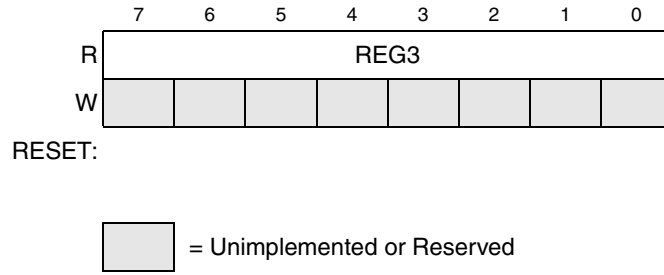 7 6 5 4 3 2 1 0
R REG3
W
RESET:
= Unimplemented or Reserved